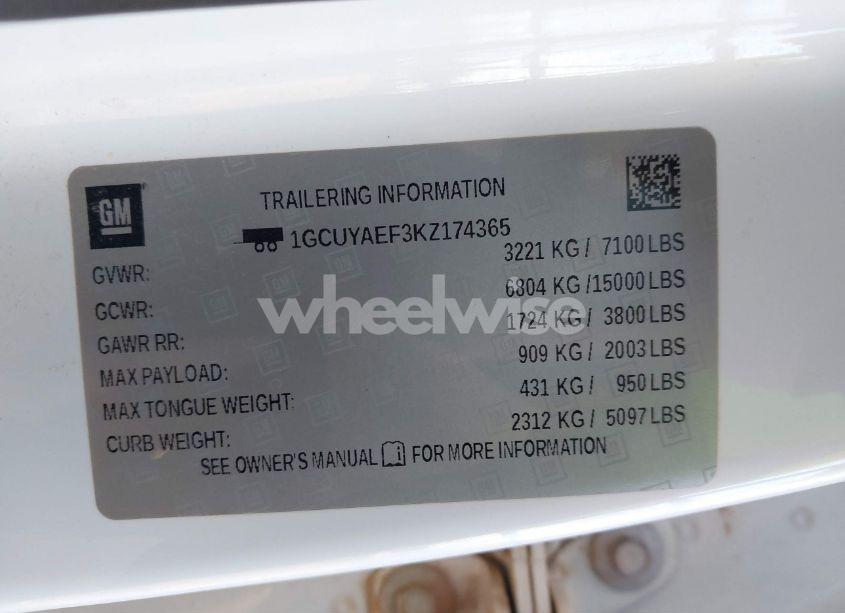 GM
TRAILERING INFORMATION
1GCUYAEF3KZ174365
GVWR: 3221 KG / 7100 LBS
GCWR: 6804 KG /15000 LBS
GAWR RR: 1724 KG / 3800 LBS
MAX PAYLOAD: 909 KG / 2003 LBS
MAX TONGUE WEIGHT: 431 KG / 950 LBS
CURB WEIGHT: 2312 KG / 5097 LBS
SEE OWNER'S MANUAL FOR MORE INFORMATION
wheelwise